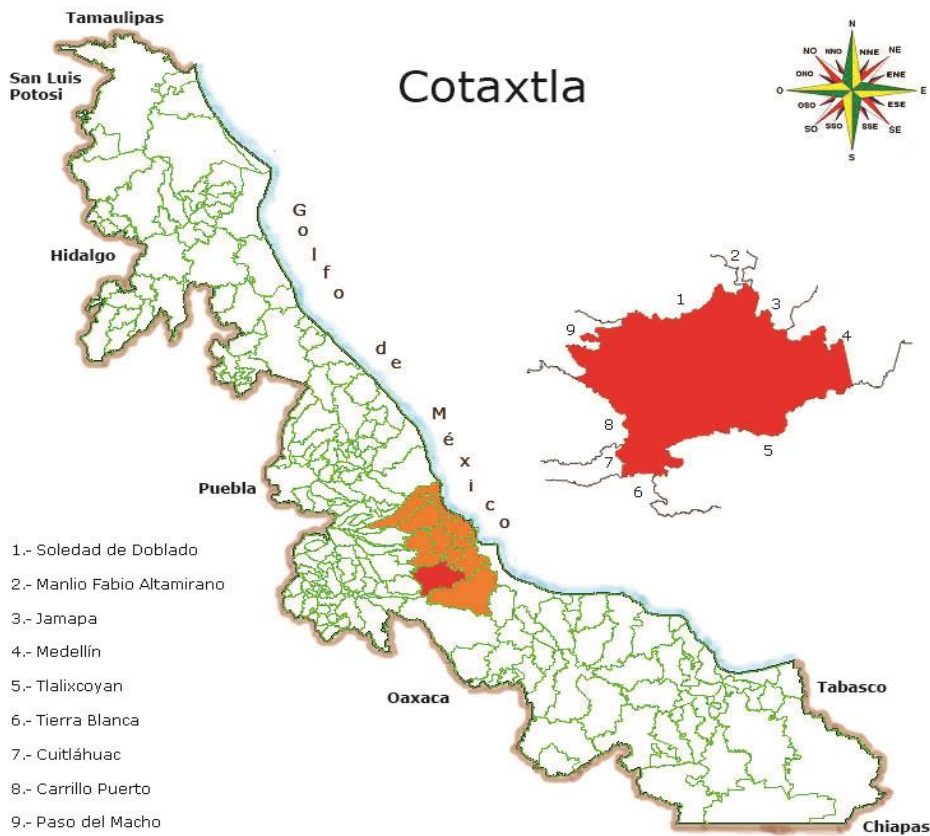 Cotaxtla
Tamaulipas
San Luis
Potosi
Hidalgo
Puebla
Oaxaca
Tabasco
Chiapas
Golfo de México
N
NNO
NNE
NO
NE
ONO
ENE
O
E
OSO
ESE
SO
SSO
SSE
SE
S
1
2
3
4
5
6
7
8
9
1.- Soledad de Doblado
2.- Manlio Fabio Altamirano
3.- Jamapa
4.- Medellín
5.- Tlalixcoyan
6.- Tierra Blanca
7.- Cuitláhuac
8.- Carrillo Puerto
9.- Paso del Macho